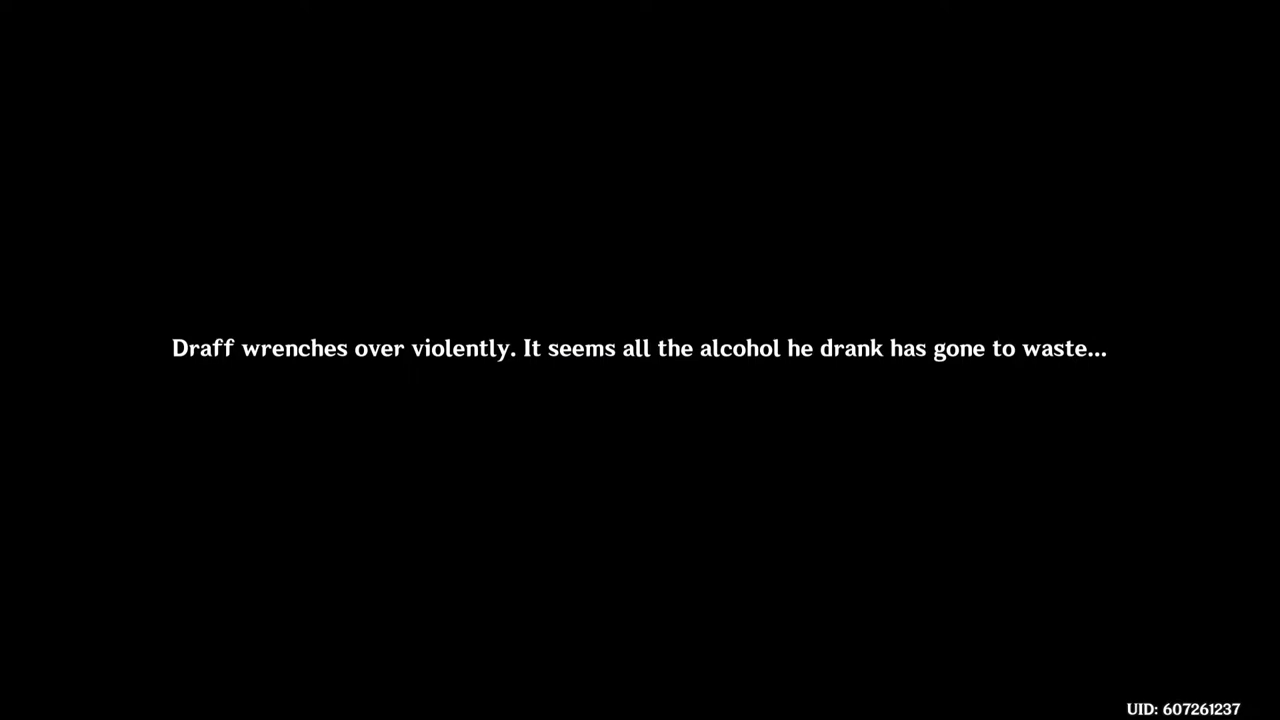 Draff wrenches over violently. It seems all the alcohol he drank has gone to waste...
UID: 607261237